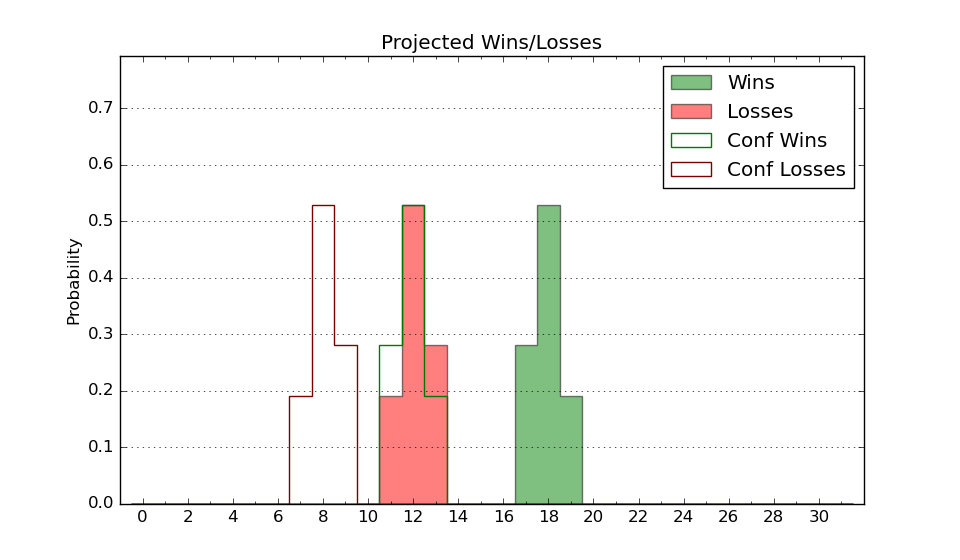 Projected Wins/Losses
Wins
Losses
Conf Wins
Conf Losses
Probability
0.7
0.6
0.5
0.4
0.3
0.2
0.1
0.0
0 2 4 6 8 10 12 14 16 18 20 22 24 26 28 30